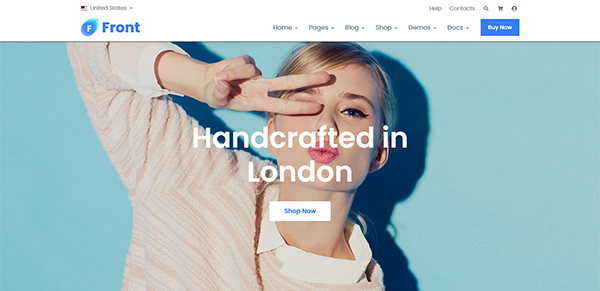 United States
Help Contacts
F Front
Home Pages Blog Shop Demos Docs Buy Now
Handcrafted in
London
Shop Now